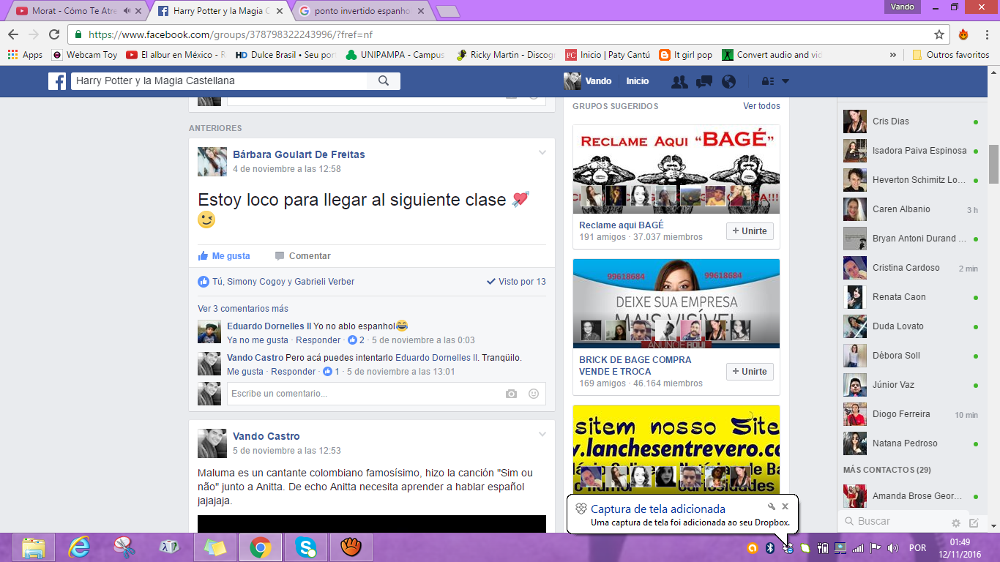 Morat - Cómo Te Atre
Harry Potter y la Magia C
ponto invertido espanho
Vando
https://www.facebook.com/groups/378798322243996/?fref=nf
Apps
Webcam Toy
El albur en México - R
HD Dulce Brasil • Seu por
UNIPAMPA - Campus
Ricky Martin - Discog
PC Inicio | Paty Cantú
It girl pop
Convert audio and vid
»
Outros favoritos
Harry Potter y la Magia Castellana
Vando
Inicio
ANTERIORES
Bárbara Goulart De Freitas
4 de noviembre a las 12:58
Estoy loco para llegar al siguiente clase 💘
😉
Me gusta
Comentar
Tú, Simony Cogoy y Gabrieli Verber
Visto por 13
Ver 3 comentarios más
Eduardo Dornelles II Yo no ablo espanhol😂
Ya no me gusta · Responder · 2 · 5 de noviembre a las 0:03
Vando Castro Pero acá puedes intentarlo Eduardo Dornelles II. Tranqüilo.
Me gusta · Responder · 1 · 5 de noviembre a las 13:01
Escribe un comentario...
Vando Castro
5 de noviembre a las 12:53
Maluma es un cantante colombiano famosísimo, hizo la canción "Sim ou
não" junto a Anitta. De echo Anitta necesita aprender a hablar español
jajajaja.
GRUPOS SUGERIDOS
Ver todos
RECLAME AQUI “BAGÉ”
Reclame aqui BAGÉ
191 amigos · 37.037 miembros
+ Unirte
99618684
99618684
DEIXE SUA EMPRESA
MAIS VISÍVEL
ANUNCIE AQUI
BRICK DE BAGE COMPRA
VENDE E TROCA
169 amigos · 46.164 miembros
+ Unirte
sitem nosso Site
w.lanchesentrevero.co
curiosidades
Captura de tela adicionada
Uma captura de tela foi adicionada ao seu Dropbox.
Cris Dias
Isadora Paiva Espinosa
Heverton Schimitz Lo...
Caren Albanio
3 h
Bryan Antoni Durand ...
Cristina Cardoso
2 min
Renata Caon
Duda Lovato
Débora Soll
Júnior Vaz
Diogo Ferreira
10 min
Natana Pedroso
MÁS CONTACTOS (29)
Amanda Brose Geor...
Buscar
POR
01:49
12/11/2016